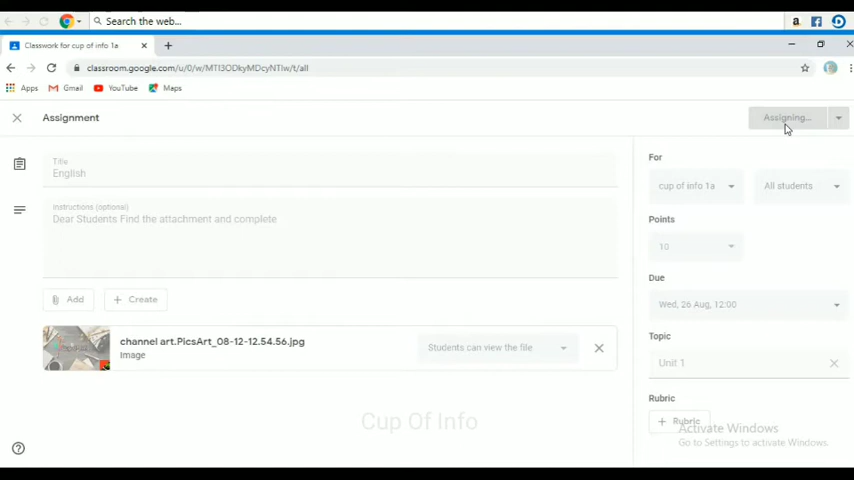 Search the web...
Classwork for cup of info 1a
classroom.google.com/u/0/w/MTI3ODkyMDcyNTIw/t/all
Apps Gmail YouTube Maps
Assignment
Assigning...
Title
English
Instructions (optional)
Dear Students Find the attachment and complete
Add
Create
channel art.PicsArt_08-12-12.54.56.jpg
Image
Students can view the file
For
cup of info 1a
All students
Points
10
Due
Wed, 26 Aug, 12:00
Topic
Unit 1
Rubric
+ Rubric
Cup Of Info
Activate Windows
Go to Settings to activate Windows.